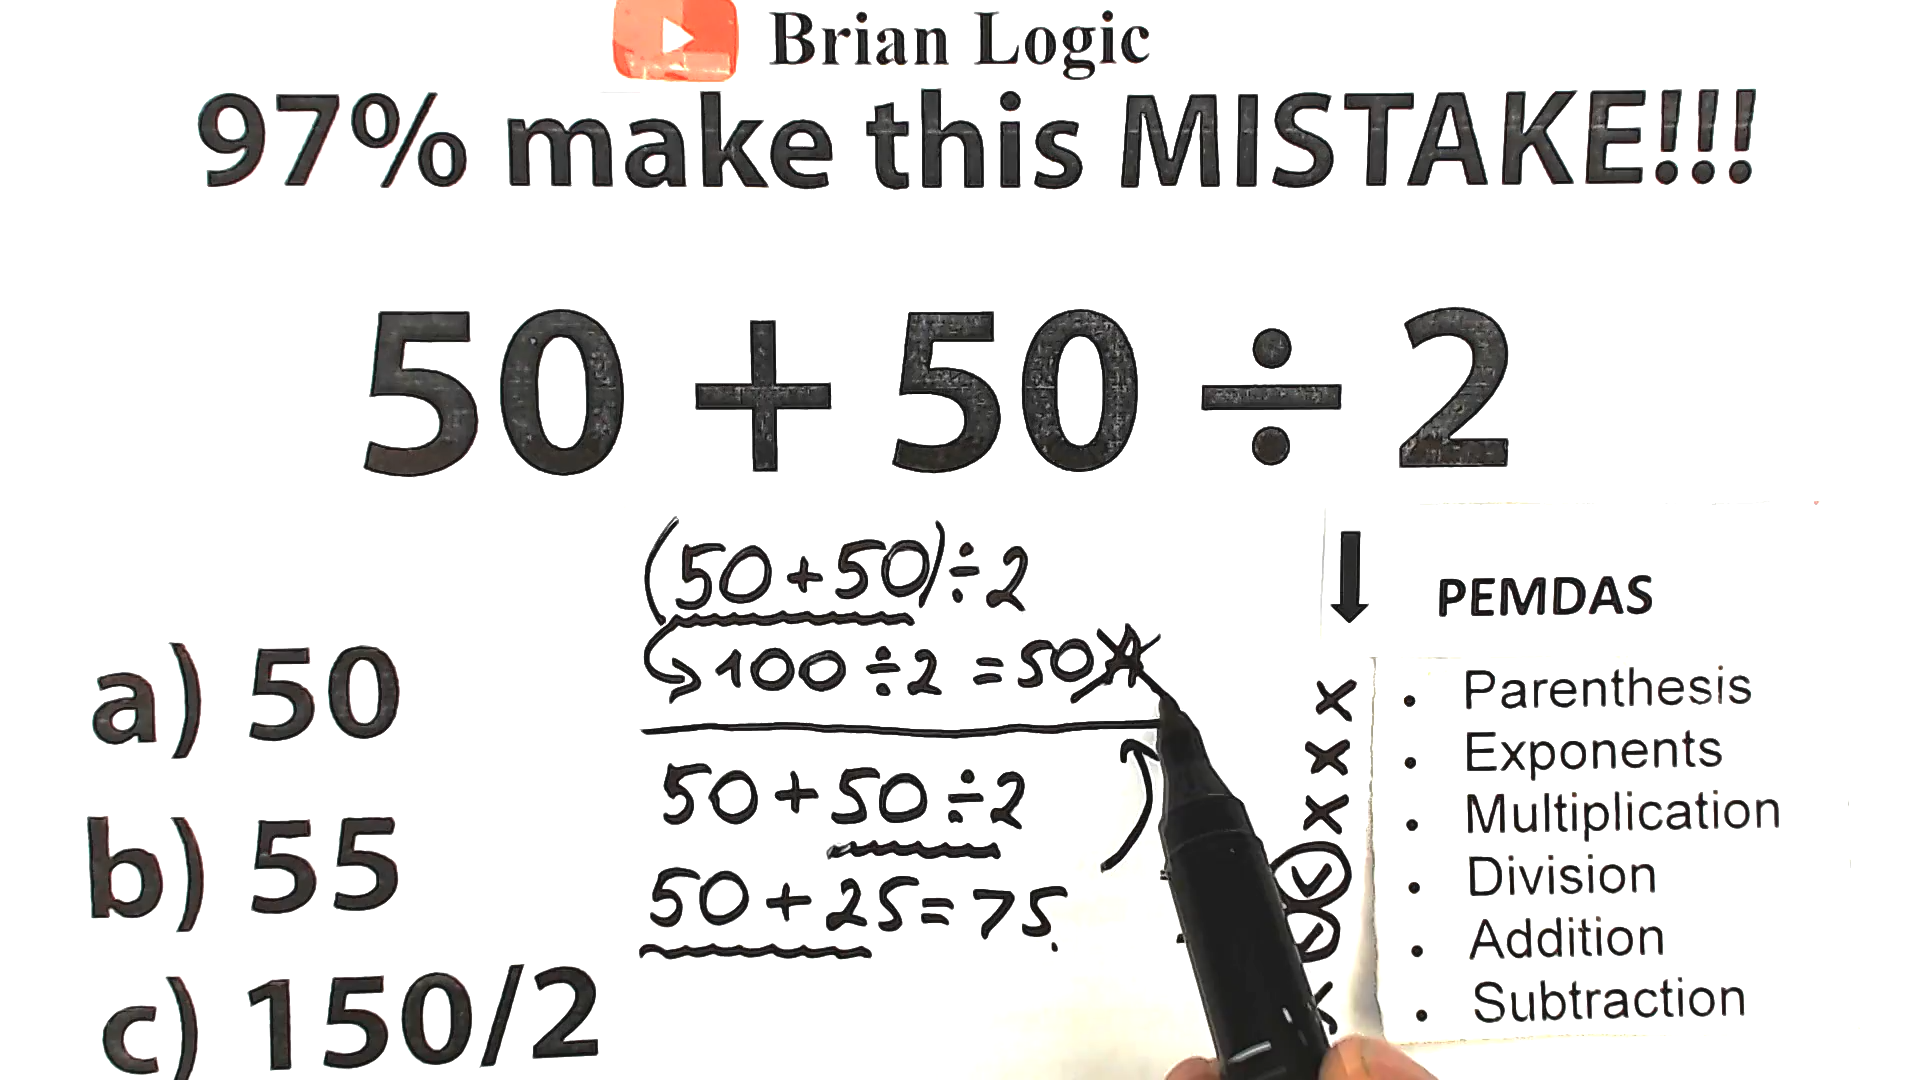 Brian Logic
97% make this MISTAKE!!!
50 + 50 ÷ 2
(50+50)÷2
100÷2 = 50
50+50÷2
50+25=75.
a) 50
b) 55
c) 150/2
PEMDAS
• Parenthesis
• Exponents
• Multiplication
• Division
• Addition
• Subtraction